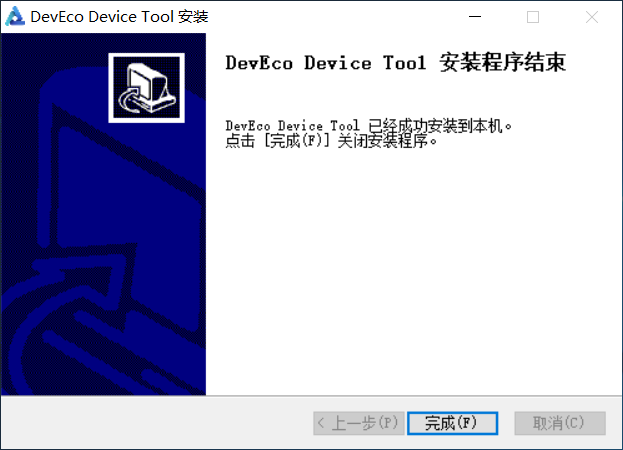 DevEco Device Tool 安装
DevEco Device Tool 安装程序结束
DevEco Device Tool 已经成功安装到本机。
点击 [完成(F)] 关闭安装程序。
< 上一步(P) 完成(F) 取消(C)